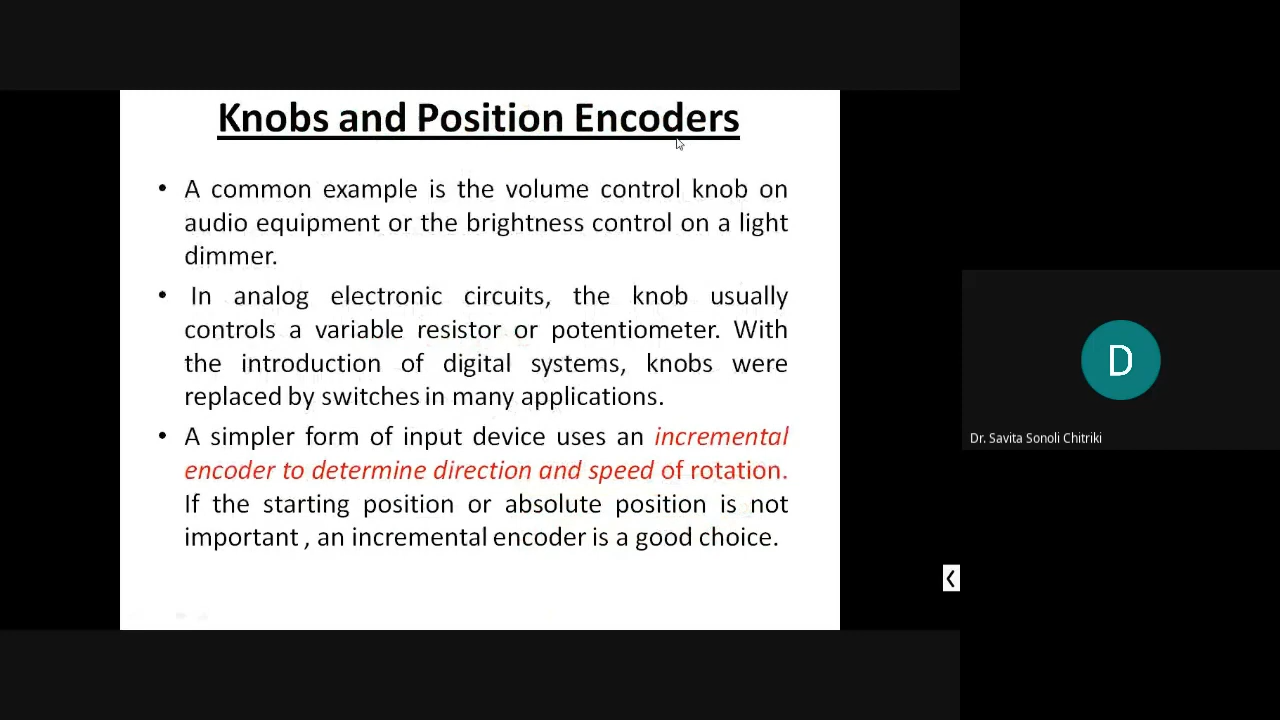 Knobs and Position Encoders
• A common example is the volume control knob on
audio equipment or the brightness control on a light
dimmer.
• In analog electronic circuits, the knob usually
controls a variable resistor or potentiometer. With
the introduction of digital systems, knobs were
replaced by switches in many applications.
• A simpler form of input device uses an incremental
encoder to determine direction and speed of rotation.
If the starting position or absolute position is not
important , an incremental encoder is a good choice.
D
Dr. Savita Sonoli Chitriki